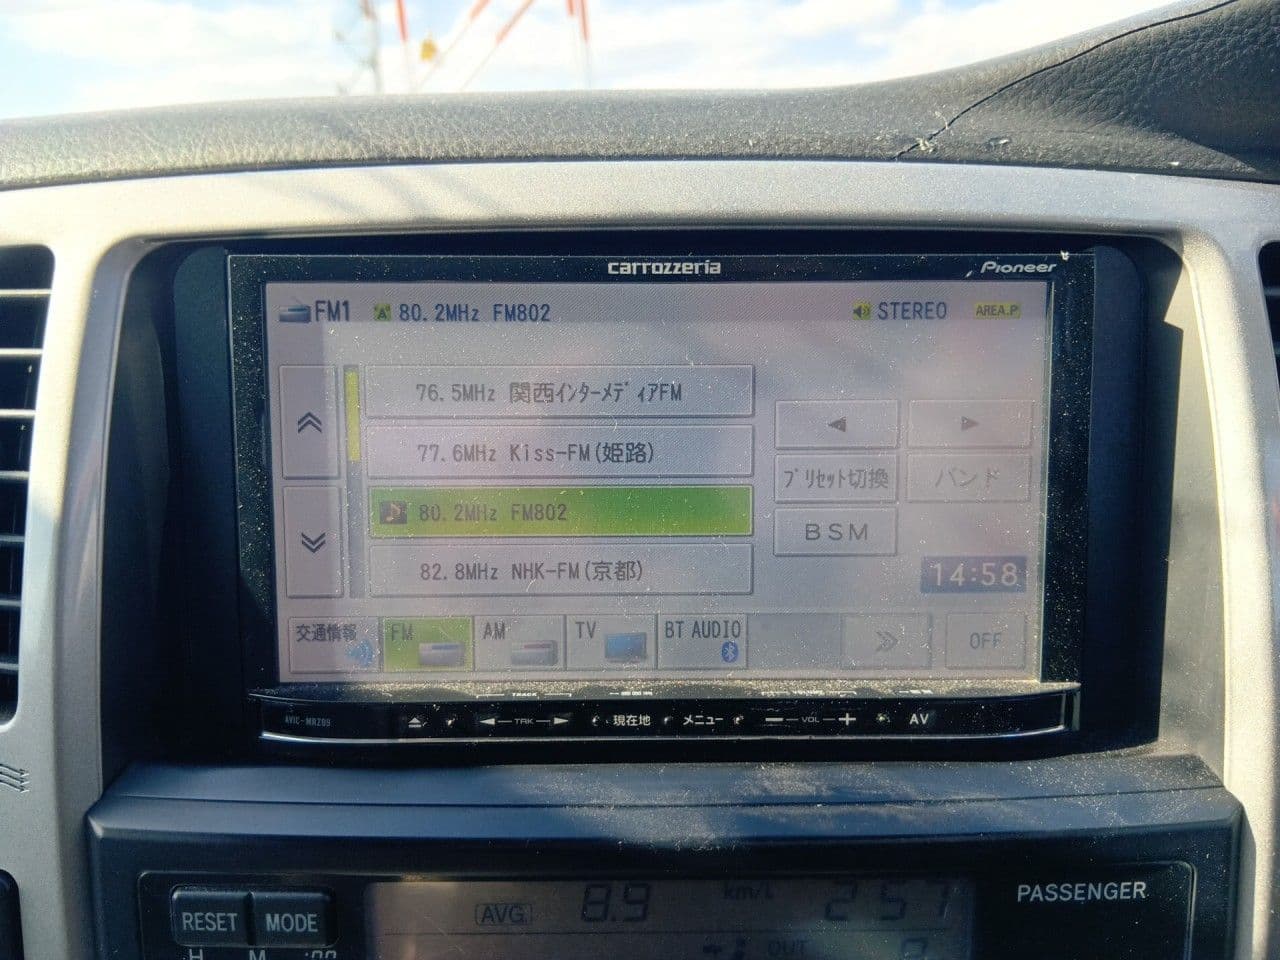 carrozzeria
Pioneer
FM1 80.2MHz FM802 STEREO AREA.P
76.5MHz 関西インターメディアFM
77.6MHz Kiss-FM(姫路)
80.2MHz FM802
82.8MHz NHK-FM(京都)
プリセット切換 バンド
BSM
14:58
交通情報 FM AM TV BT AUDIO OFF
AVIC-MRZ09 TRK 現在地 メニュー VOL AV
RESET MODE AVG 8.9 km/L 2:57 PASSENGER
H M :00 OUT